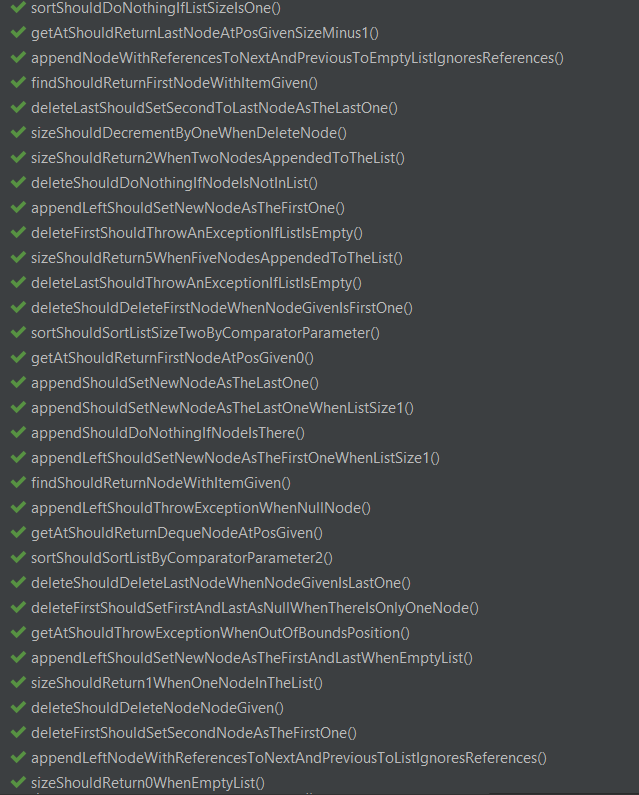 sortShouldDoNothingIfListSizeIsOne()
getAtShouldReturnLastNodeAtPosGivenSizeMinus1()
appendNodeWithReferencesToNextAndPreviousToEmptyListIgnoresReferences()
findShouldReturnFirstNodeWithItemGiven()
deleteLastShouldSetSecondToLastNodeAsTheLastOne()
sizeShouldDecrementByOneWhenDeleteNode()
sizeShouldReturn2WhenTwoNodesAppendedToTheList()
deleteShouldDoNothingIfNodeIsNotInList()
appendLeftShouldSetNewNodeAsTheFirstOne()
deleteFirstShouldThrowAnExceptionIfListIsEmpty()
sizeShouldReturn5WhenFiveNodesAppendedToTheList()
deleteLastShouldThrowAnExceptionIfListIsEmpty()
deleteShouldDeleteFirstNodeWhenNodeGivenIsFirstOne()
sortShouldSortListSizeTwoByComparatorParameter()
getAtShouldReturnFirstNodeAtPosGiven0()
appendShouldSetNewNodeAsTheLastOne()
appendShouldSetNewNodeAsTheLastOneWhenListSize1()
appendShouldDoNothingIfNodeIsThere()
appendLeftShouldSetNewNodeAsTheFirstOneWhenListSize1()
findShouldReturnNodeWithItemGiven()
appendLeftShouldThrowExceptionWhenNullNode()
getAtShouldReturnDequeNodeAtPosGiven()
sortShouldSortListByComparatorParameter2()
deleteShouldDeleteLastNodeWhenNodeGivenIsLastOne()
deleteFirstShouldSetFirstAndLastAsNullWhenThereIsOnlyOneNode()
getAtShouldThrowExceptionWhenOutOfBoundsPosition()
appendLeftShouldSetNewNodeAsTheFirstAndLastWhenEmptyList()
sizeShouldReturn1WhenOneNodeInTheList()
deleteShouldDeleteNodeNodeGiven()
deleteFirstShouldSetSecondNodeAsTheFirstOne()
appendLeftNodeWithReferencesToNextAndPreviousToListIgnoresReferences()
sizeShouldReturn0WhenEmptyList()